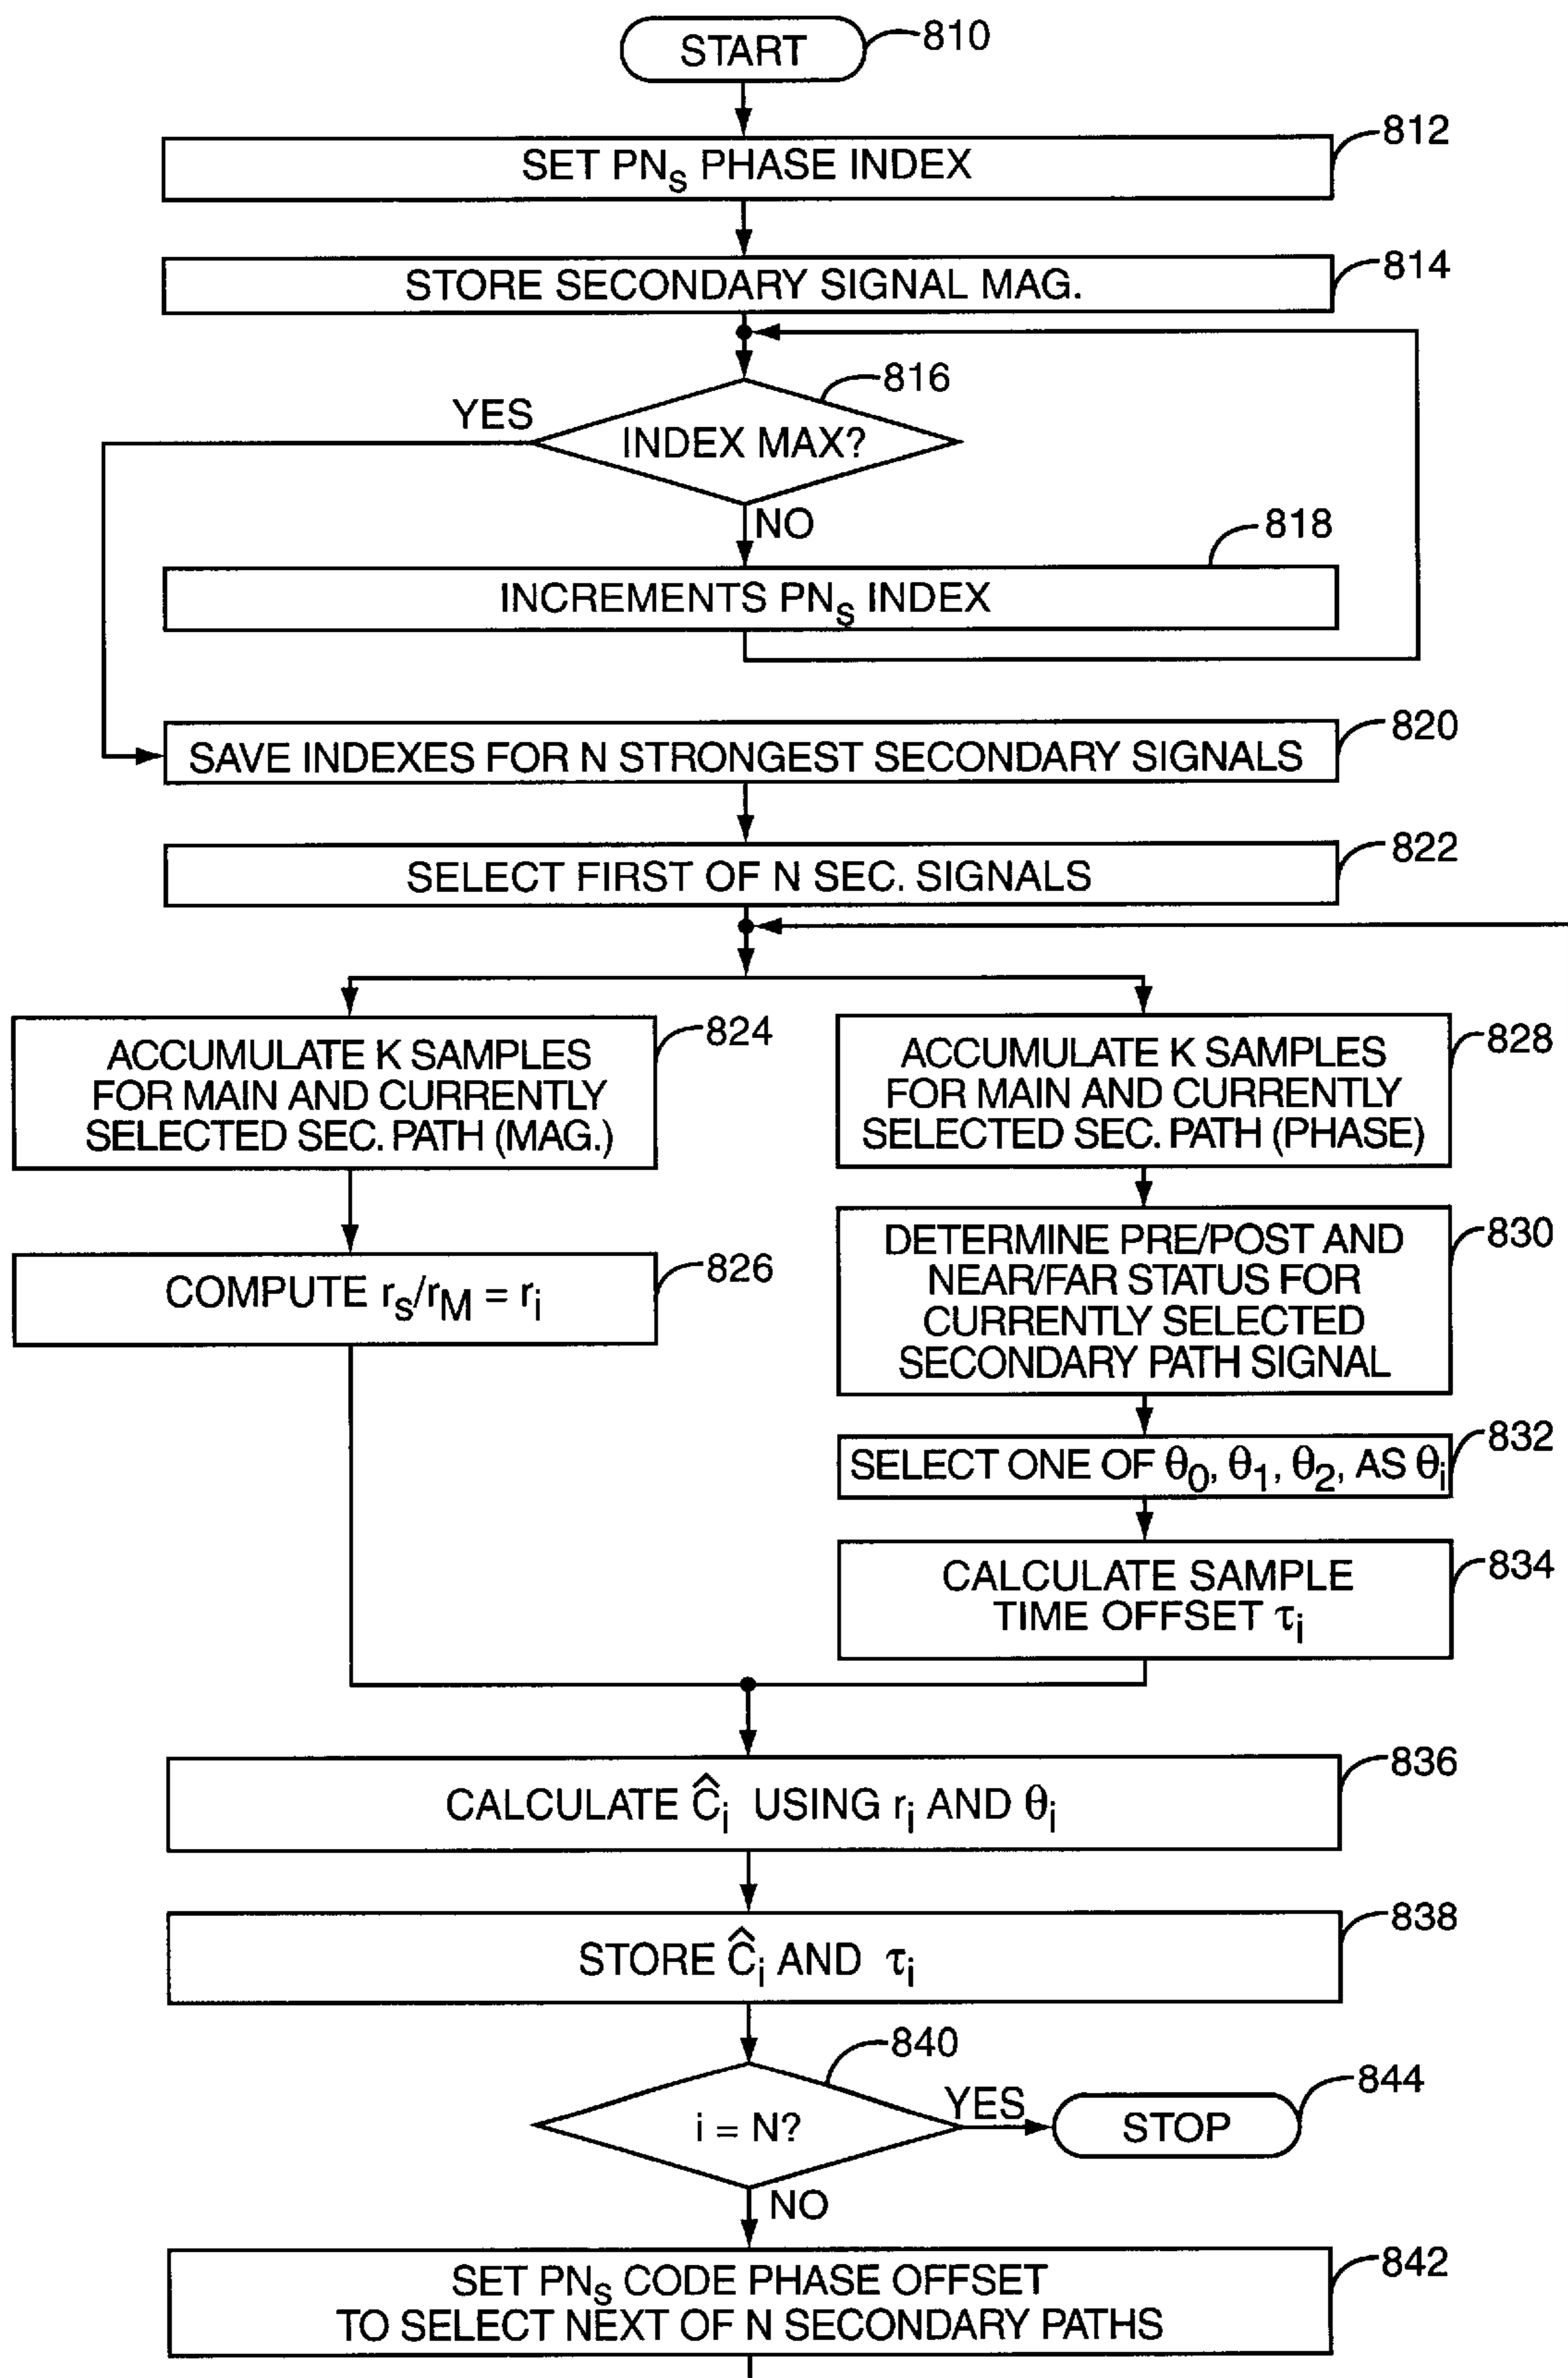 START
810
812
SET PNS PHASE INDEX
814
STORE SECONDARY SIGNAL MAG.
816
YES
INDEX MAX?
NO
818
INCREMENTS PNS INDEX
820
SAVE INDEXES FOR N STRONGEST SECONDARY SIGNALS
822
SELECT FIRST OF N SEC. SIGNALS
824
ACCUMULATE K SAMPLES
FOR MAIN AND CURRENTLY
SELECTED SEC. PATH (MAG.)
826
COMPUTE rs/rM = ri
828
ACCUMULATE K SAMPLES
FOR MAIN AND CURRENTLY
SELECTED SEC. PATH (PHASE)
830
DETERMINE PRE/POST AND
NEAR/FAR STATUS FOR
CURRENTLY SELECTED
SECONDARY PATH SIGNAL
832
SELECT ONE OF θ0, θ1, θ2, AS θi
834
CALCULATE SAMPLE
TIME OFFSET τi
836
CALCULATE Ĉi USING ri AND θi
838
STORE Ĉi AND τi
840
i = N?
YES
844
STOP
NO
842
SET PNS CODE PHASE OFFSET
TO SELECT NEXT OF N SECONDARY PATHS